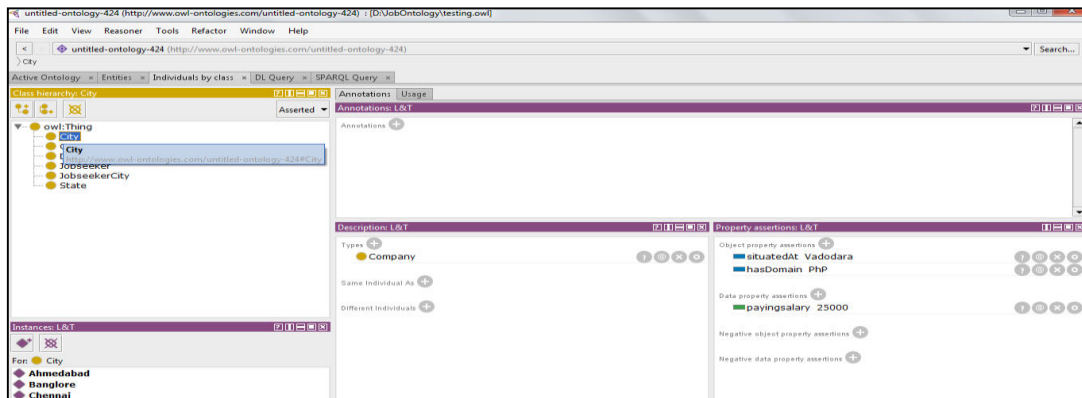 untitled-ontology-424 (http://www.owl-ontologies.com/untitled-ontology-424) : [D:\JobOntology\testing.owl]
File Edit View Reasoner Tools Refactor Window Help
< untitled-ontology-424 (http://www.owl-ontologies.com/untitled-ontology-424) Search...
City
Active Ontology × Entities × Individuals by class × DL Query × SPARQL Query ×
Class hierarchy: City
Asserted
owl:Thing
City
City
http://www.owl-ontologies.com/untitled-ontology-424#City
Jobseeker
JobseekerCity
State
Instances: L&T
For: City
Ahmedabad
Banglore
Chennai
Annotations Usage
Annotations: L&T
Annotations
Description: L&T
Types
Company
Same Individual As
Different Individuals
Property assertions: L&T
Object property assertions
situatedAt Vadodara
hasDomain PhP
Data property assertions
payingsalary 25000
Negative object property assertions
Negative data property assertions